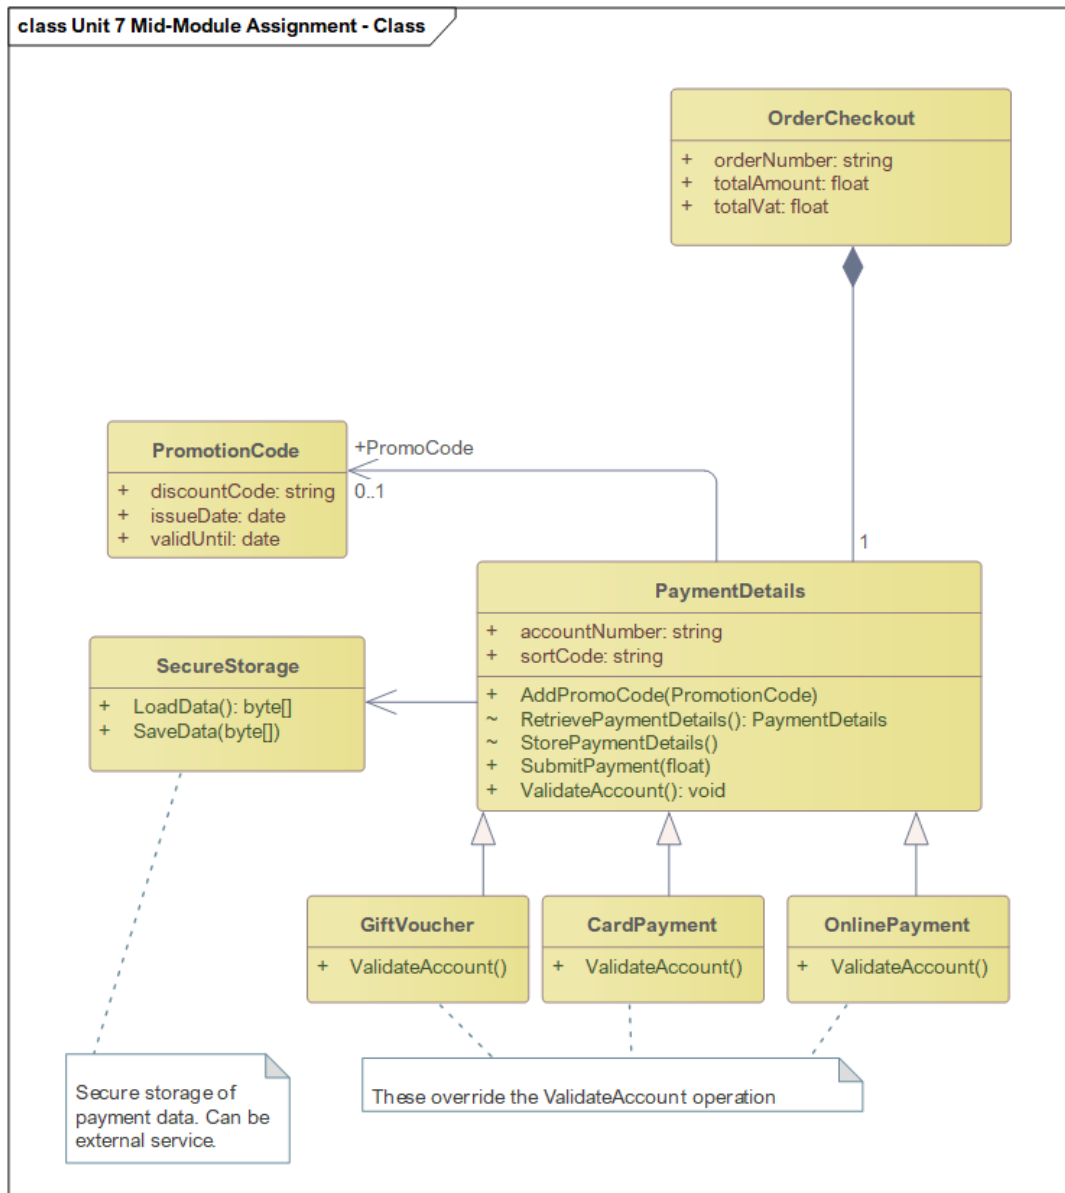 class Unit 7 Mid-Module Assignment - Class
OrderCheckout
+ orderNumber: string
+ totalAmount: float
+ totalVat: float
PromotionCode
+ discountCode: string
+ issueDate: date
+ validUntil: date
+PromoCode
0..1
1
PaymentDetails
+ accountNumber: string
+ sortCode: string
+ AddPromoCode(PromotionCode)
~ RetrievePaymentDetails(): PaymentDetails
~ StorePaymentDetails()
+ SubmitPayment(float)
+ ValidateAccount(): void
SecureStorage
+ LoadData(): byte[]
+ SaveData(byte[])
GiftVoucher
+ ValidateAccount()
CardPayment
+ ValidateAccount()
OnlinePayment
+ ValidateAccount()
Secure storage of
payment data. Can be
external service.
These override the ValidateAccount operation